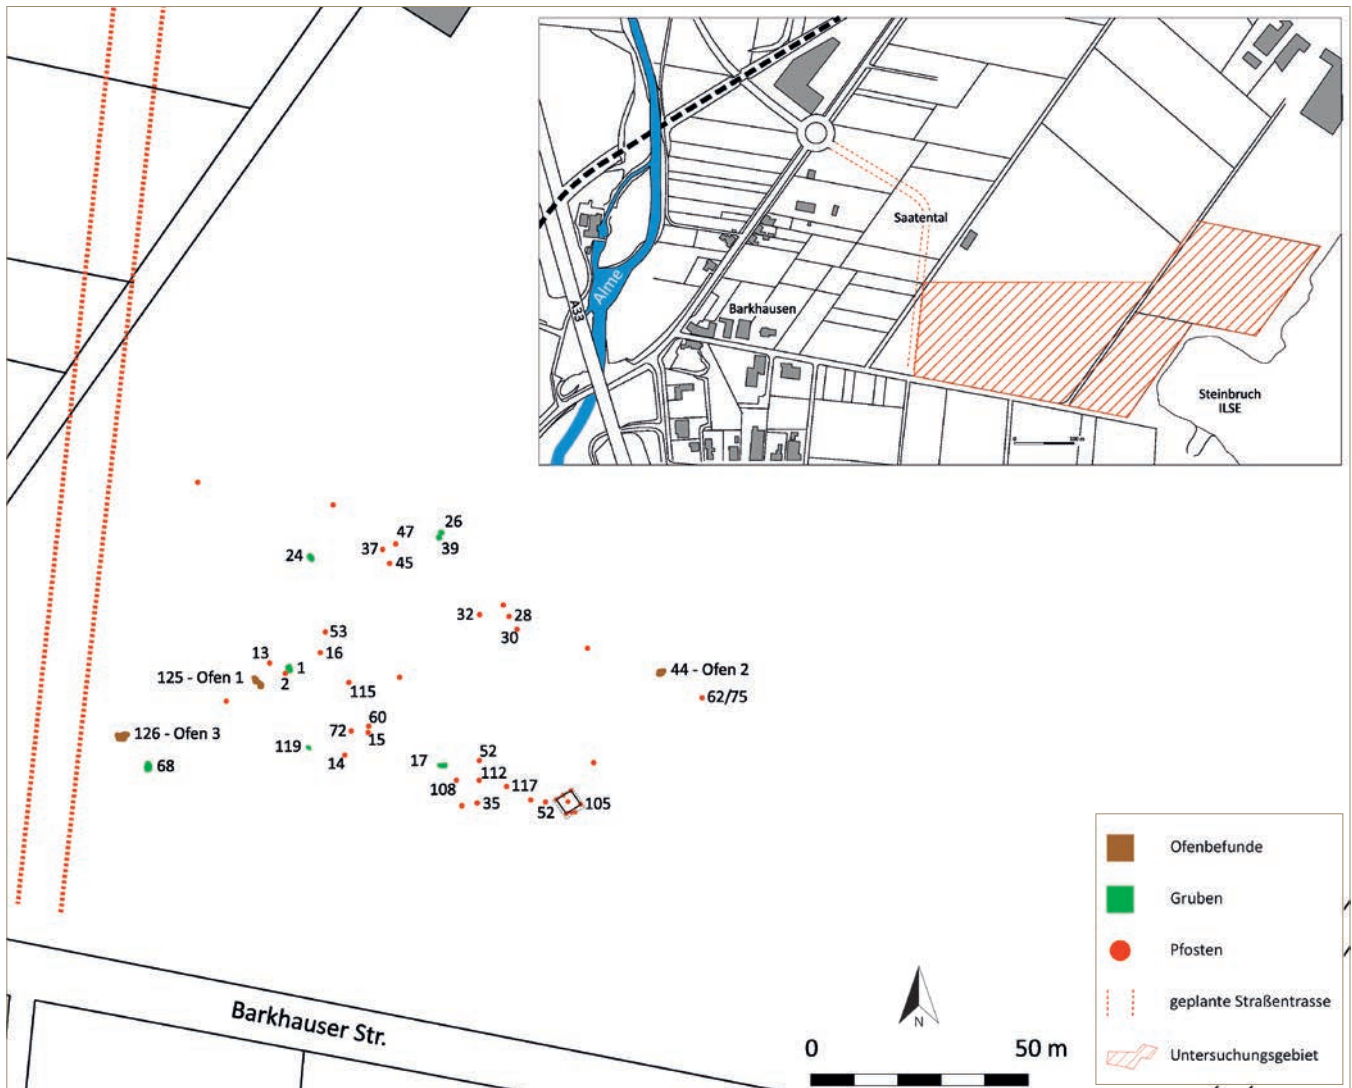 Saatental
Alme
A33
Barkhausen
Steinbruch
ILSE
0 100 m
26
47
37
39
24
45
32
28
30
53
13
16
1
125 - Ofen 1
2
44 - Ofen 2
115
62/75
60
72
126 - Ofen 3
15
119
14
52
17
68
112
108
117
35
52
105
Ofenbefunde
Gruben
Pfosten
geplante Straßentrasse
Untersuchungsgebiet
Barkhauser Str.
N
0 50 m